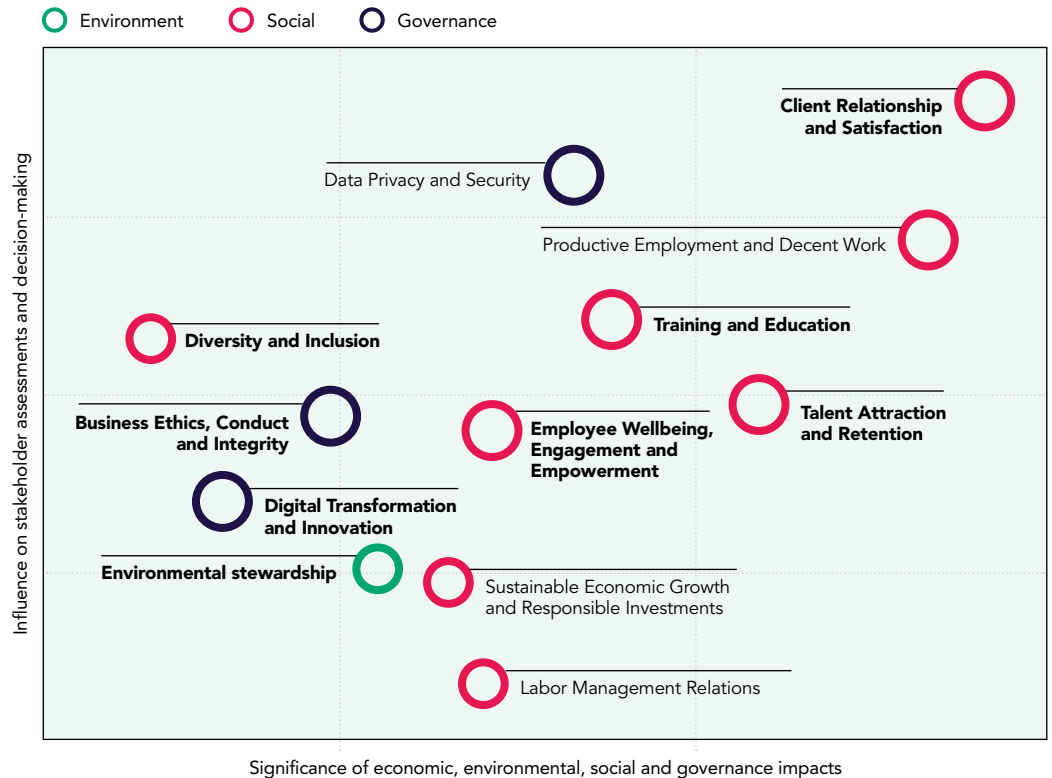 Environment
Social
Governance
Client Relationship
and Satisfaction
Data Privacy and Security
Productive Employment and Decent Work
Training and Education
Diversity and Inclusion
Business Ethics, Conduct
and Integrity
Talent Attraction
and Retention
Employee Wellbeing,
Engagement and
Empowerment
Digital Transformation
and Innovation
Environmental stewardship
Sustainable Economic Growth
and Responsible Investments
Labor Management Relations
Influence on stakeholder assessments and decision-making
Significance of economic, environmental, social and governance impacts